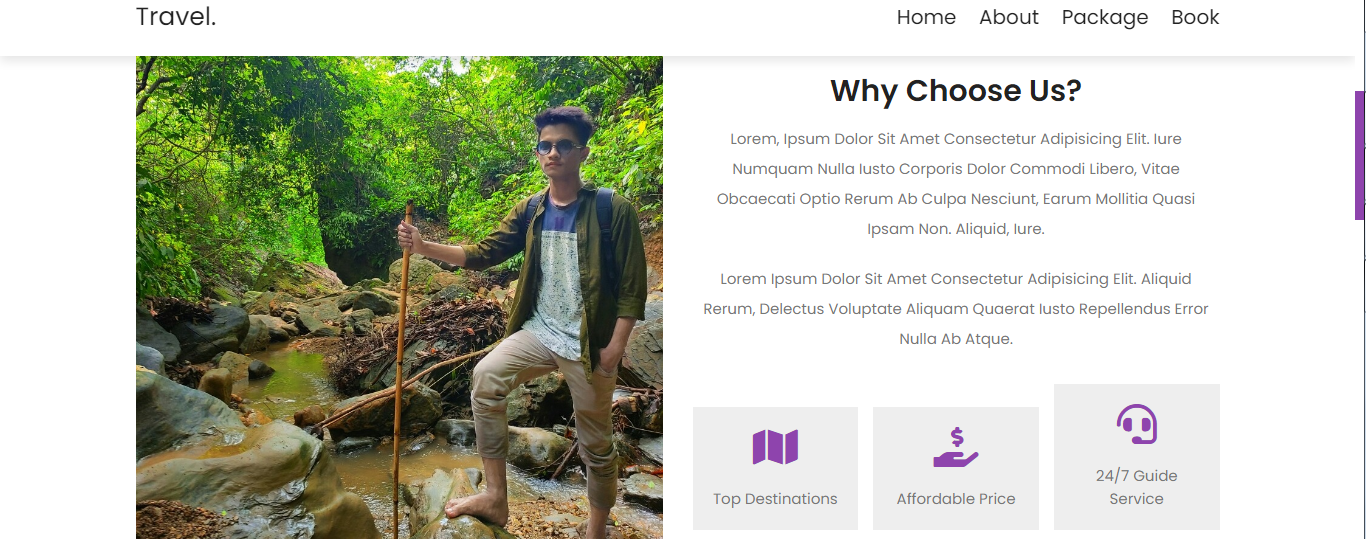 Travel.
Home About Package Book
Why Choose Us?
Lorem, Ipsum Dolor Sit Amet Consectetur Adipisicing Elit. Iure
Numquam Nulla Iusto Corporis Dolor Commodi Libero, Vitae
Obcaecati Optio Rerum Ab Culpa Nesciunt, Earum Mollitia Quasi
Ipsam Non. Aliquid, Iure.
Lorem Ipsum Dolor Sit Amet Consectetur Adipisicing Elit. Aliquid
Rerum, Delectus Voluptate Aliquam Quaerat Iusto Repellendus Error
Nulla Ab Atque.
Top Destinations
Affordable Price
24/7 Guide
Service